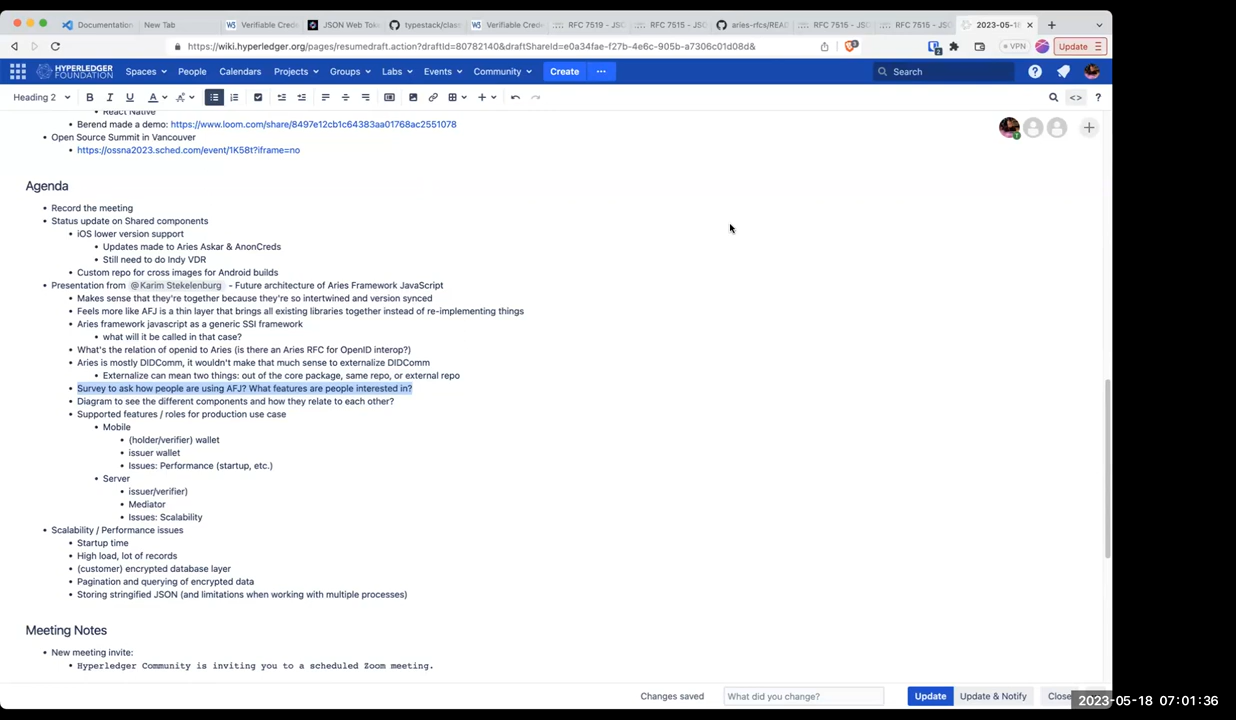 Documentation
New Tab
Verifiable Cred
JSON Web Tok
typestack/class
Verifiable Cred
RFC 7519 - JSO
RFC 7515 - JSO
aries-rfcs/READ
RFC 7515 - JSO
RFC 7515 - JSO
2023-05-18
https://wiki.hyperledger.org/pages/resumedraft.action?draftId=80782140&draftShareId=e0a34fae-f27b-4e6c-905b-a7306c01d08d&
VPN
Update
HYPERLEDGER FOUNDATION
Spaces
People
Calendars
Projects
Groups
Labs
Events
Community
Create
Search
Heading 2
React Native
Berend made a demo: https://www.loom.com/share/8497e12cb1c64383aa01768ac2551078
Open Source Summit in Vancouver
https://ossna2023.sched.com/event/1K58t?iframe=no
Agenda
Record the meeting
Status update on Shared components
iOS lower version support
Updates made to Aries Askar & AnonCreds
Still need to do Indy VDR
Custom repo for cross images for Android builds
Presentation from @Karim Stekelenburg - Future architecture of Aries Framework JavaScript
Makes sense that they're together because they're so intertwined and version synced
Feels more like AFJ is a thin layer that brings all existing libraries together instead of re-implementing things
Aries framework javascript as a generic SSI framework
what will it be called in that case?
What's the relation of openid to Aries (is there an Aries RFC for OpenID interop?)
Aries is mostly DIDComm, it wouldn't make that much sense to externalize DIDComm
Externalize can mean two things: out of the core package, same repo, or external repo
Survey to ask how people are using AFJ? What features are people interested in?
Diagram to see the different components and how they relate to each other?
Supported features / roles for production use case
Mobile
(holder/verifier) wallet
issuer wallet
Issues: Performance (startup, etc.)
Server
issuer/verifier)
Mediator
Issues: Scalability
Scalability / Performance issues
Startup time
High load, lot of records
(customer) encrypted database layer
Pagination and querying of encrypted data
Storing stringified JSON (and limitations when working with multiple processes)
Meeting Notes
New meeting invite:
Hyperledger Community is inviting you to a scheduled Zoom meeting.
Changes saved
What did you change?
Update
Update & Notify
Close
2023-05-18 07:01:36